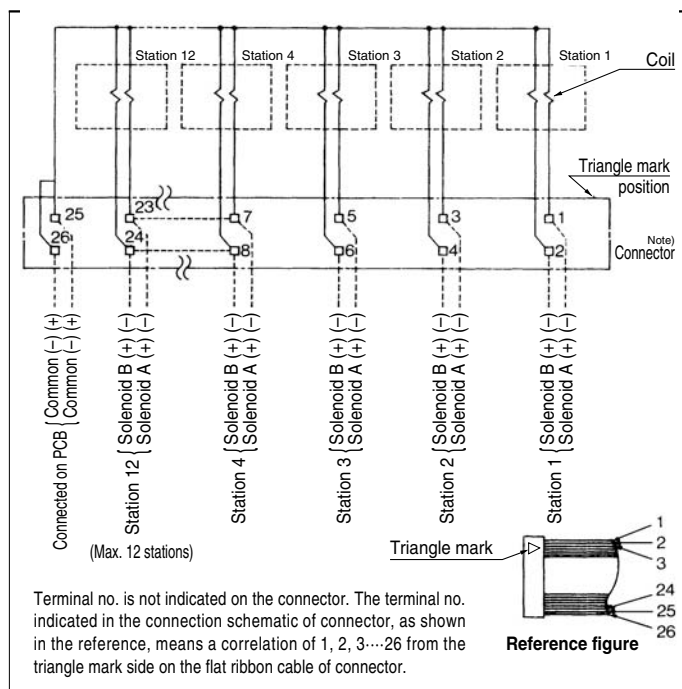 Station 12
Station 4
Station 3
Station 2
Station 1
Coil
Triangle mark
position
25
23
7
5
3
1
26
24
8
6
4
2
Note)
Connector
Connected on PCB
Common (−) (+)
Common (−) (+)
Station 12
Solenoid B (+) (−)
Solenoid A (+) (−)
Station 4
Solenoid B (+) (−)
Solenoid A (+) (−)
Station 3
Solenoid B (+) (−)
Solenoid A (+) (−)
Station 2
Solenoid B (+) (−)
Solenoid A (+) (−)
Station 1
Solenoid B (+) (−)
Solenoid A (+) (−)
(Max. 12 stations)
Triangle mark
1
2
3
24
25
26
Reference figure
Terminal no. is not indicated on the connector. The terminal no.
indicated in the connection schematic of connector, as shown
in the reference, means a correlation of 1, 2, 3····26 from the
triangle mark side on the flat ribbon cable of connector.